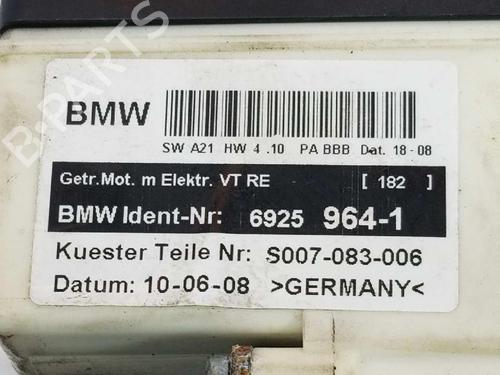 BMW
SW A21 HW 4 .10 PA BBB Dat. 18-08
Getr.Mot. m Elektr. VT RE [ 182 ]
BMW Ident-Nr: 6925 964-1
Kuester Teile Nr: S007-083-006
Datum: 10-06-08 >GERMANY<
B-PARTS